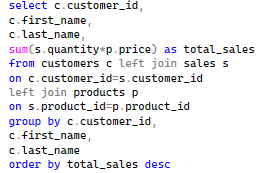 select c.customer_id,
c.first_name,
c.last_name,
sum(s.quantity*p.price) as total_sales
from customers c left join sales s
on c.customer_id=s.customer_id
left join products p
on s.product_id=p.product_id
group by c.customer_id,
c.first_name,
c.last_name
order by total_sales desc